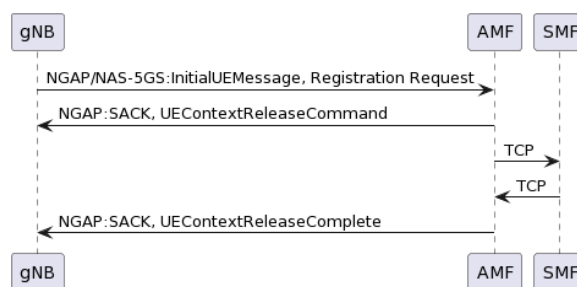 gNB AMF SMF
NGAP/NAS-5GS:InitialUEMessage, Registration Request
NGAP:SACK, UEContextReleaseCommand
TCP
TCP
NGAP:SACK, UEContextReleaseComplete
gNB AMF SMF